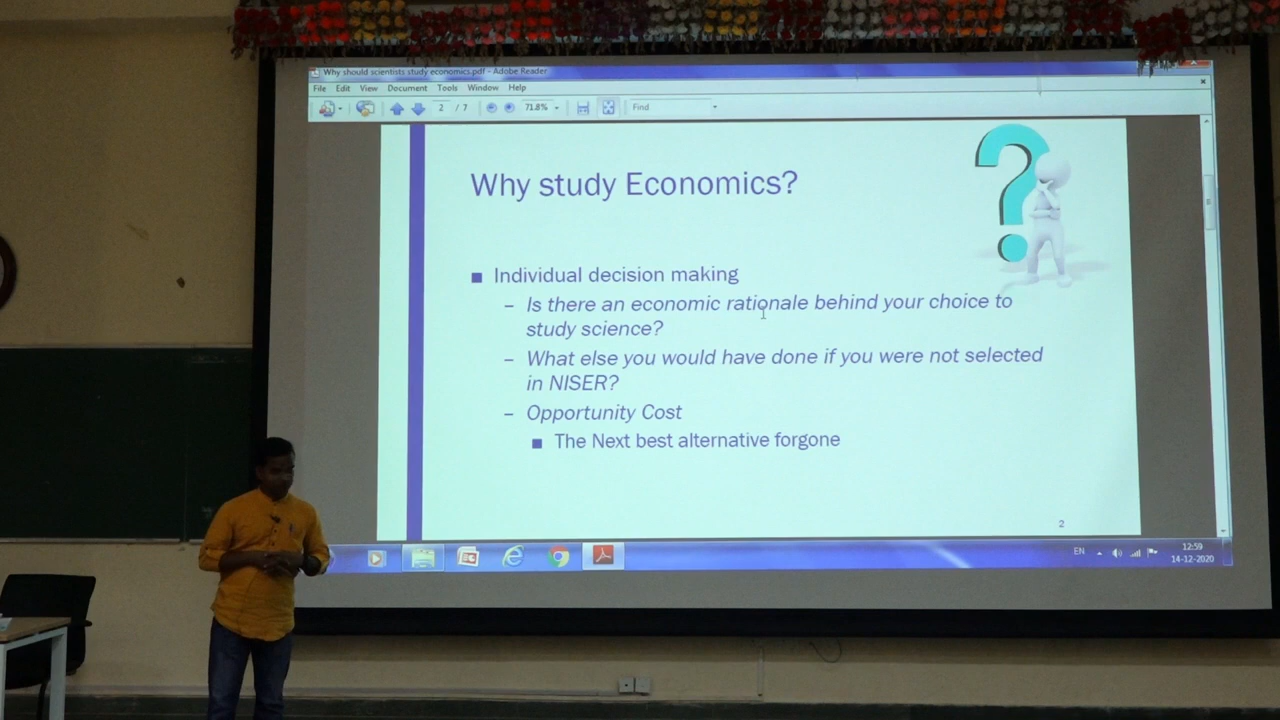 Why should scientists study economics.pdf - Adobe Reader
File Edit View Document Tools Window Help
2 / 7 71.8% Find
Why study Economics?
Individual decision making
– Is there an economic rationale behind your choice to
study science?
– What else you would have done if you were not selected
in NISER?
– Opportunity Cost
The Next best alternative forgone
2
EN
12:59
14-12-2020